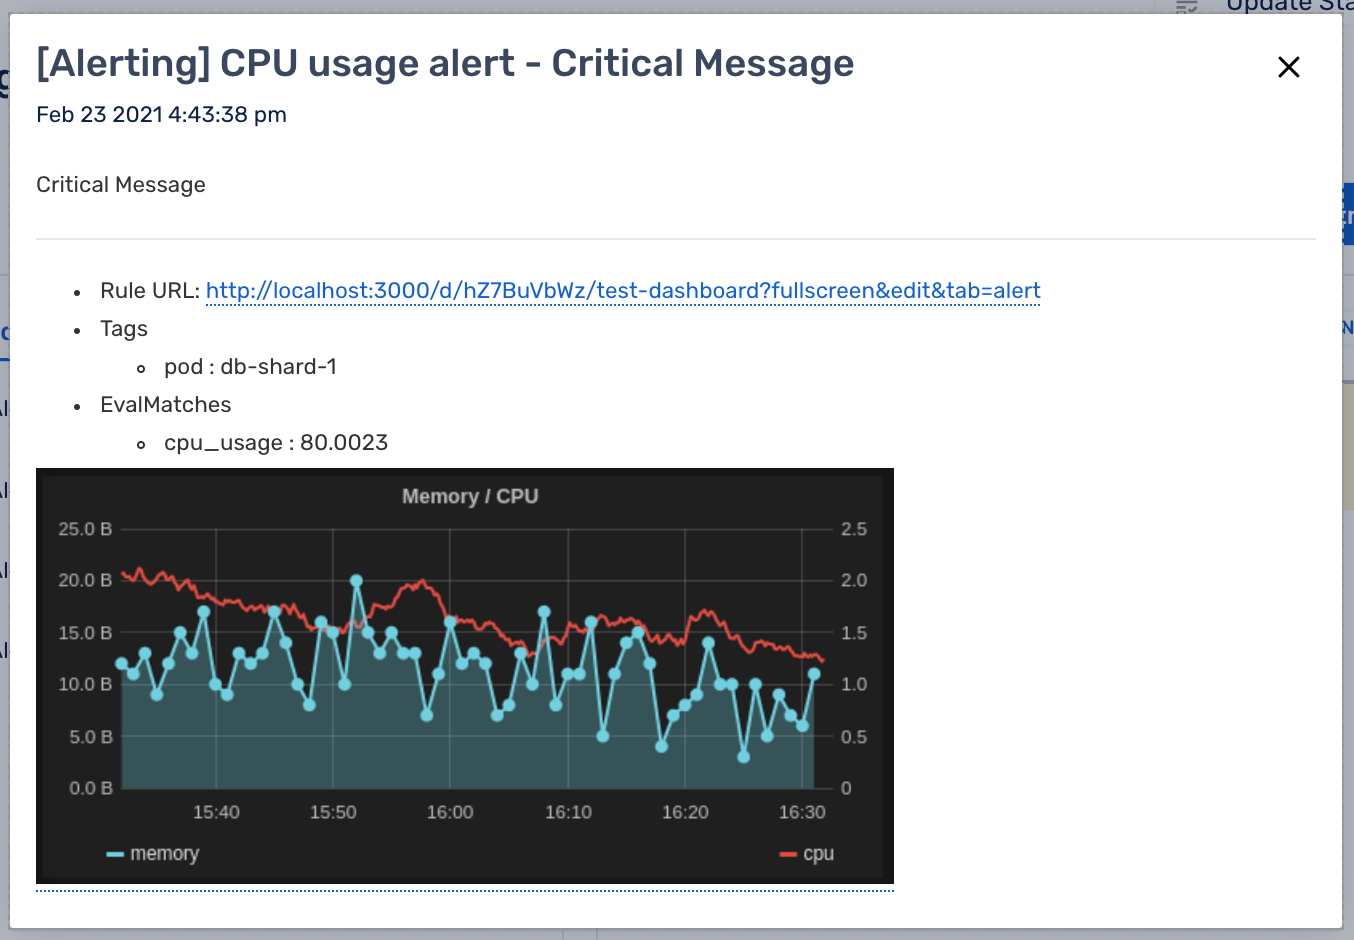 Update Sta
[Alerting] CPU usage alert - Critical Message
Feb 23 2021 4:43:38 pm
Critical Message
Rule URL: http://localhost:3000/d/hZ7BuVbWz/test-dashboard?fullscreen&edit&tab=alert
Tags
pod : db-shard-1
EvalMatches
cpu_usage : 80.0023
Memory / CPU
25.0 B 2.5
20.0 B 2.0
15.0 B 1.5
10.0 B 1.0
5.0 B 0.5
0.0 B 0
15:40 15:50 16:00 16:10 16:20 16:30
memory cpu